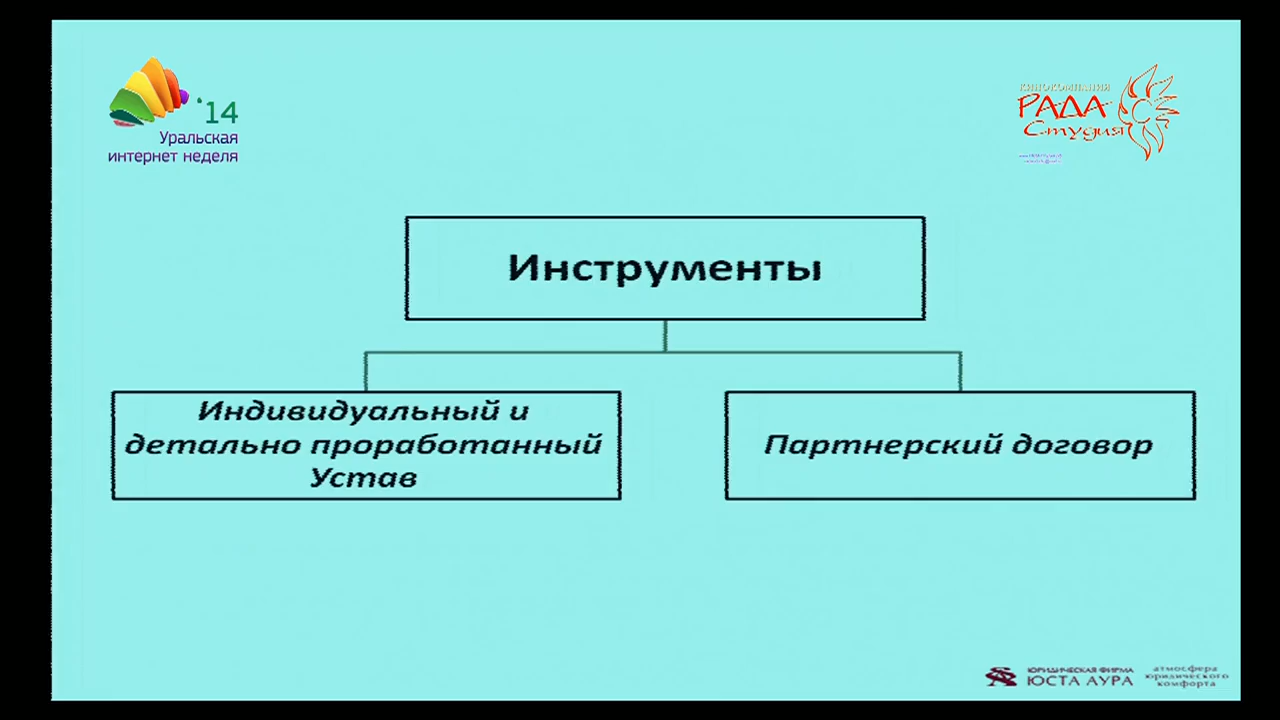 '14
Уральская
интернет неделя
КИНОКОМПАНИЯ
РАДА
Студия
Инструменты
Индивидуальный и
детально проработанный
Устав
Партнерский договор
ЮРИДИЧЕСКАЯ ФИРМА
ЮСТА АУРА
атмосфера
юридического
комфорта